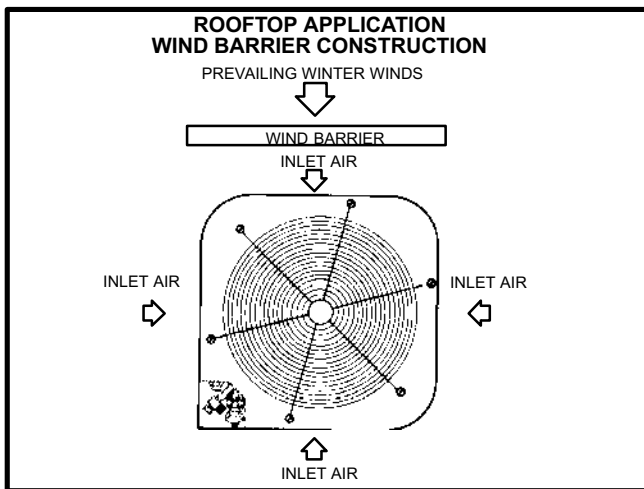 ROOFTOP APPLICATION
WIND BARRIER CONSTRUCTION
PREVAILING WINTER WINDS
WIND BARRIER
INLET AIR
INLET AIR
INLET AIR
INLET AIR